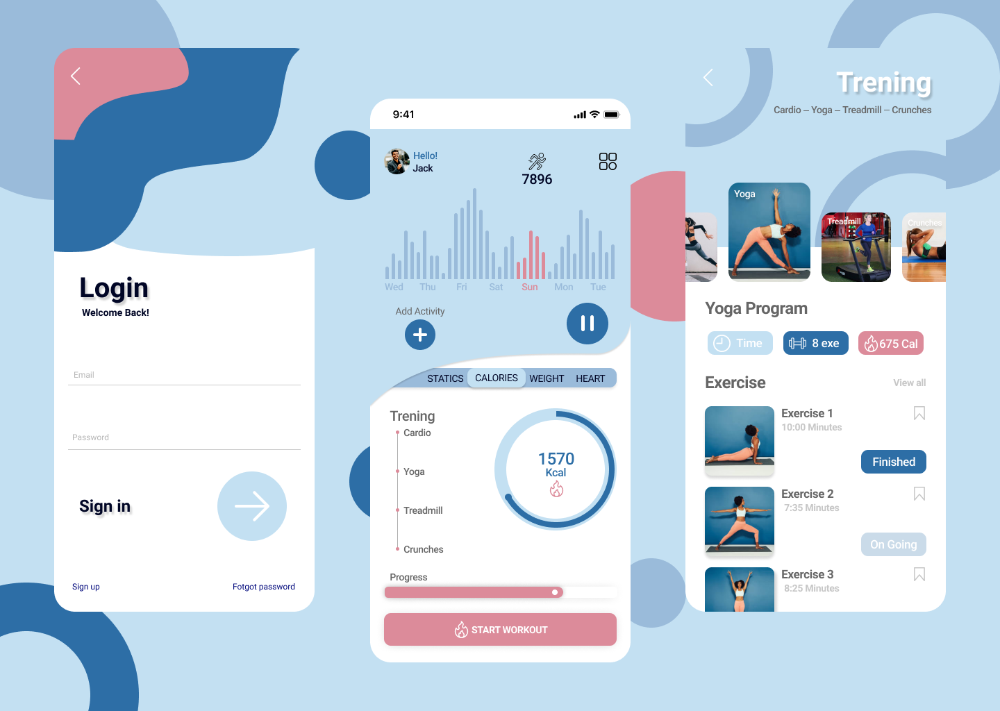 Login
Welcome Back!
Email
Password
Sign in
Sign up
Fotgot password
9:41
Hello!
Jack
7896
Wed Thu Fri Sat Sun Mon Tue
Add Activity
STATICS CALORIES WEIGHT HEART
Trening
Cardio
Yoga
Treadmill
Crunches
1570
Kcal
Progress
START WORKOUT
Trening
Cardio – Yoga – Treadmill – Crunches
Yoga
Treadmill
Crunches
Yoga Program
Time
8 exe
675 Cal
Exercise
View all
Exercise 1
10:00 Minutes
Finished
Exercise 2
7:35 Minutes
On Going
Exercise 3
8:25 Minutes